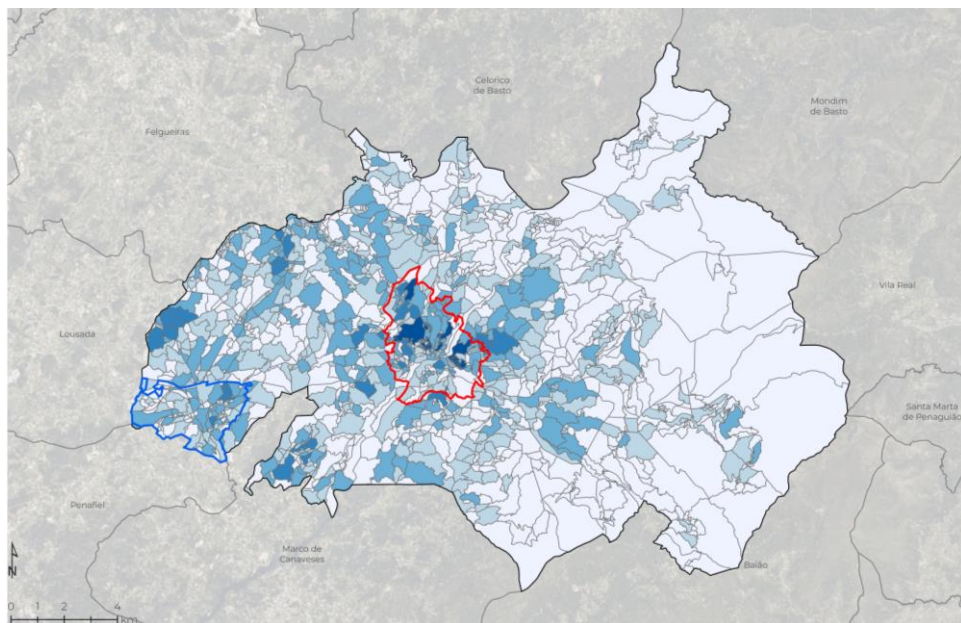 Celorico
de Basto
Mondim
de Basto
Felgueiras
Vila Real
Lousada
Santa Marta
de Penaguião
Penafiel
Marco de
Canaveses
Baião
N
0 1 2 4
km